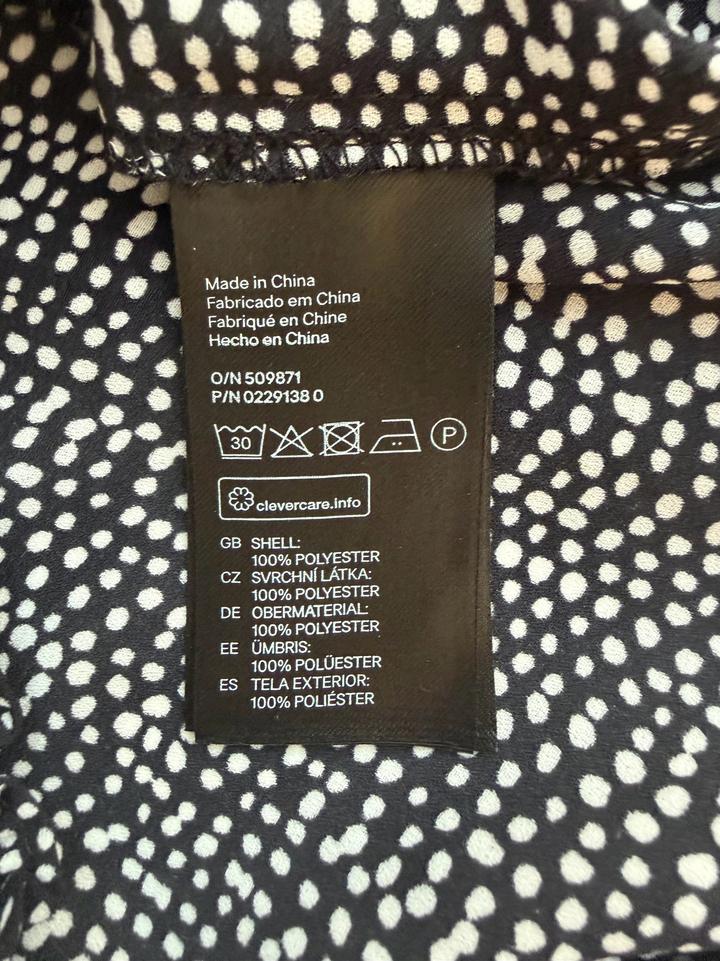 Made in China
Fabricado em China
Fabriqué en Chine
Hecho en China
O/N 509871
P/N 0229138 0
30 P
clevercare.info
GB SHELL:
100% POLYESTER
CZ SVRCHNÍ LÁTKA:
100% POLYESTER
DE OBERMATERIAL:
100% POLYESTER
EE ÜMBRIS:
100% POLÜESTER
ES TELA EXTERIOR:
100% POLIÉSTER